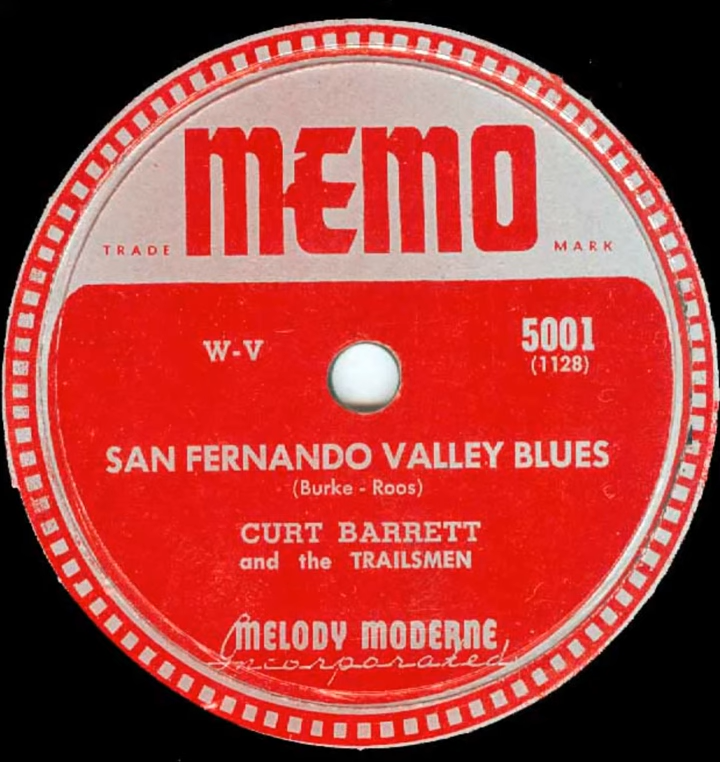 MEMO
TRADE MARK
W-V
5001
(1128)
SAN FERNANDO VALLEY BLUES
(Burke - Roos)
CURT BARRETT
and the TRAILSMEN
MELODY MODERNE
Incorporated